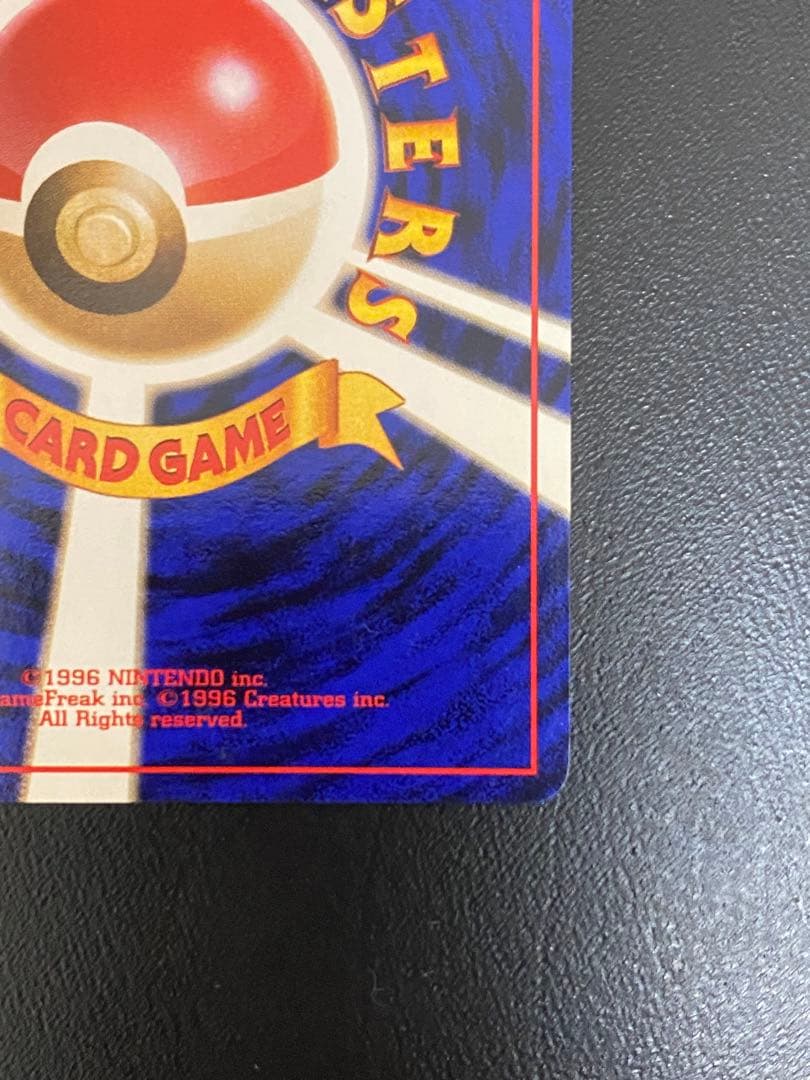 STERS
CARD GAME
©1996 NINTENDO inc.
ameFreak inc. ©1996 Creatures inc.
All Rights reserved.